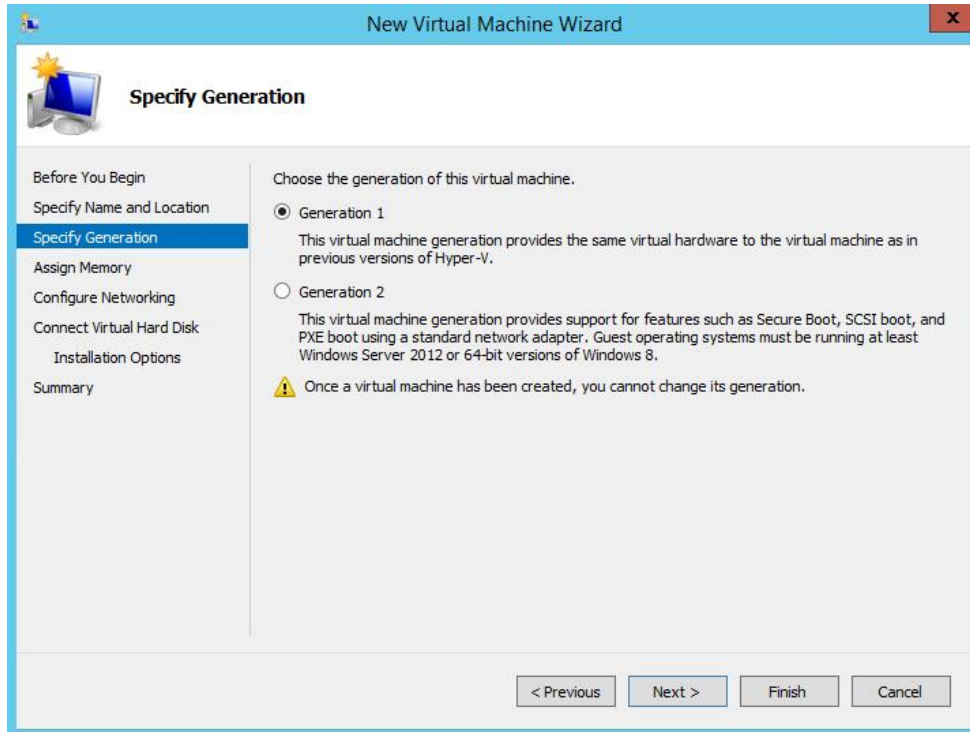 New Virtual Machine Wizard
x
Specify Generation
Before You Begin
Specify Name and Location
Specify Generation
Assign Memory
Configure Networking
Connect Virtual Hard Disk
Installation Options
Summary
Choose the generation of this virtual machine.
Generation 1
This virtual machine generation provides the same virtual hardware to the virtual machine as in
previous versions of Hyper-V.
Generation 2
This virtual machine generation provides support for features such as Secure Boot, SCSI boot, and
PXE boot using a standard network adapter. Guest operating systems must be running at least
Windows Server 2012 or 64-bit versions of Windows 8.
Once a virtual machine has been created, you cannot change its generation.
< Previous
Next >
Finish
Cancel